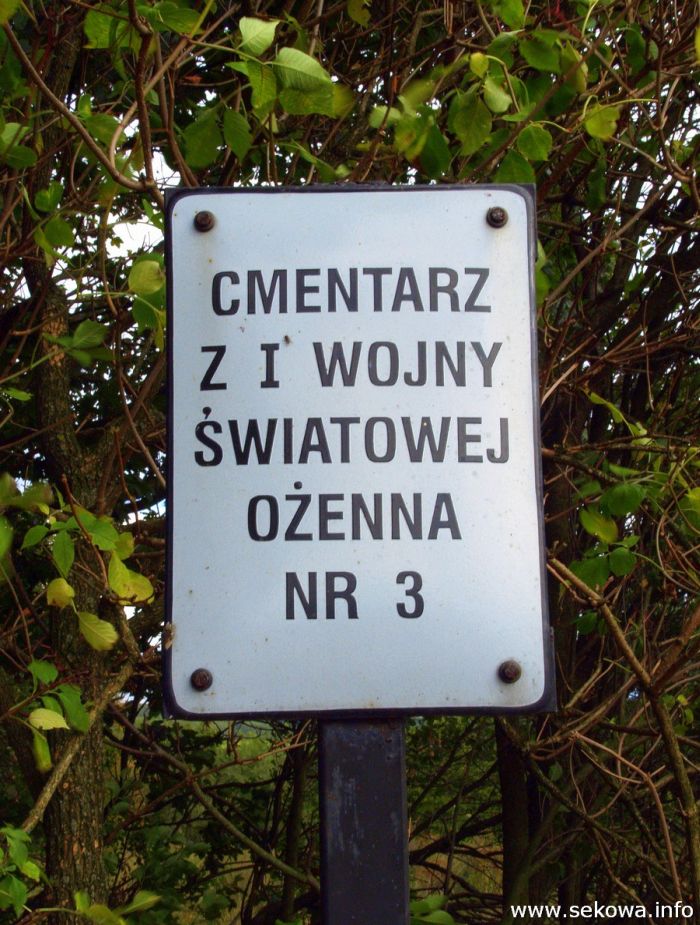 CMENTARZ
Z I WOJNY
ŚWIATOWEJ
OŻENNA
NR 3
www.sekowa.info